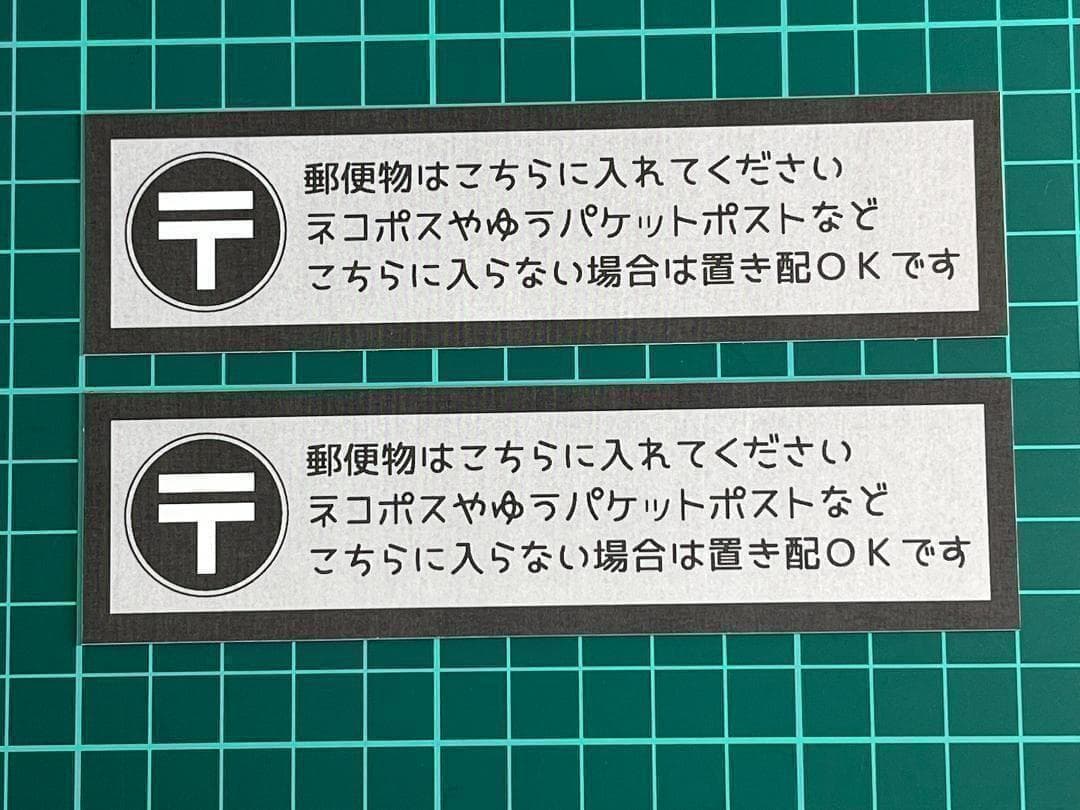 〒
郵便物はこちらに入れてください
ネコポスやゆうパケットポストなど
こちらに入らない場合は置き配OKです
〒
郵便物はこちらに入れてください
ネコポスやゆうパケットポストなど
こちらに入らない場合は置き配OKです